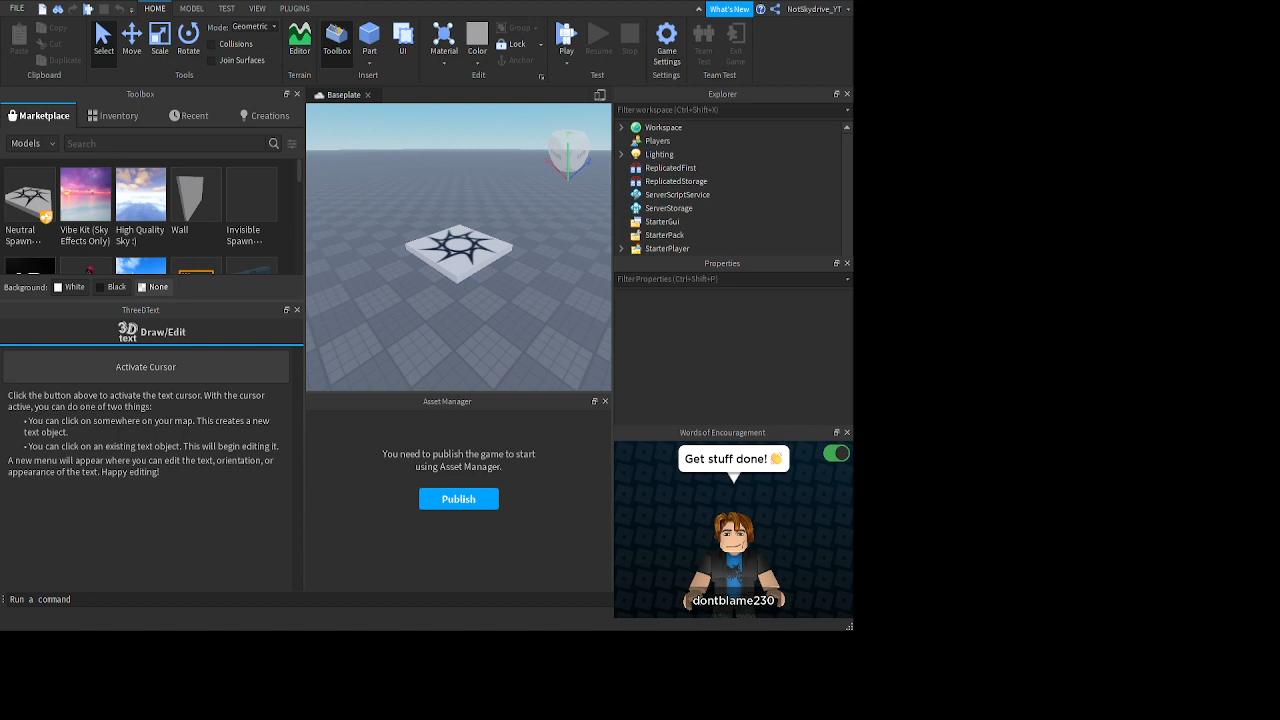 FILE
HOME
MODEL
TEST
VIEW
PLUGINS
What's New
NotSkydrive_YT
Paste
Copy
Cut
Duplicate
Clipboard
Select
Move
Scale
Rotate
Mode: Geometric
Collisions
Join Surfaces
Tools
Editor
Terrain
Toolbox
Part
UI
Insert
Material
Color
Group
Lock
Anchor
Edit
Play
Resume
Stop
Test
Game
Settings
Settings
Team
Test
Exit
Game
Team Test
Toolbox
Marketplace
Inventory
Recent
Creations
Models
Search
Neutral
Spawn...
Vibe Kit (Sky
Effects Only)
High Quality
Sky :)
Wall
Invisible
Spawn...
Background:
White
Black
None
ThreeDText
3D
text
Draw/Edit
Activate Cursor
Click the button above to activate the text cursor. With the cursor
active, you can do one of two things:
• You can click on somewhere on your map. This creates a new
text object.
• You can click on an existing text object. This will begin editing it.
A new menu will appear where you can edit the text, orientation, or
appearance of the text. Happy editing!
Run a command
Baseplate
Asset Manager
You need to publish the game to start
using Asset Manager.
Publish
Explorer
Filter workspace (Ctrl+Shift+X)
Workspace
Players
Lighting
ReplicatedFirst
ReplicatedStorage
ServerScriptService
ServerStorage
StarterGui
StarterPack
StarterPlayer
Properties
Filter Properties (Ctrl+Shift+P)
Words of Encouragement
Get stuff done! 👏
dontblame230